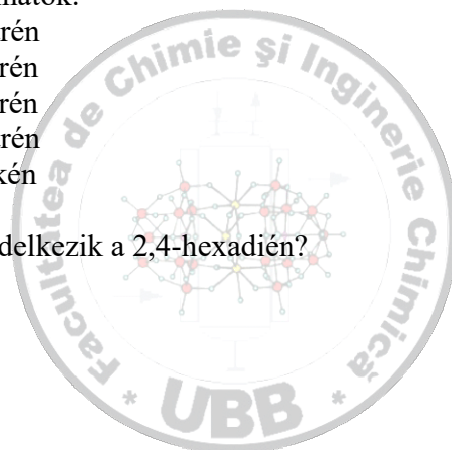 rén
rén
rén
rén
kén
delkezik a 2,4-hexadién?
Facultatea de Chimie şi Inginerie Chimică
* UBB *